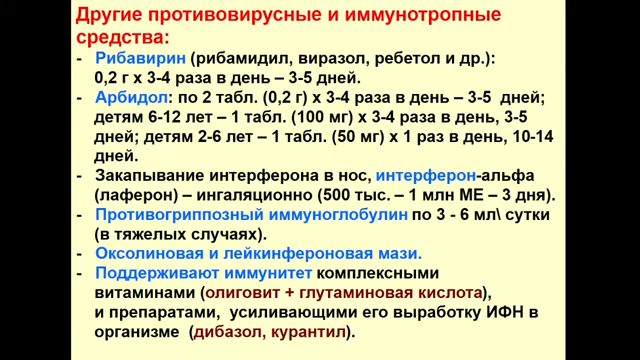 Другие противовирусные и иммунотропные
средства:
- Рибавирин (рибамидил, виразол, ребетол и др.):
0,2 г х 3-4 раза в день – 3-5 дней.
- Арбидол: по 2 табл. (0,2 г) х 3-4 раза в день – 3-5 дней;
детям 6-12 лет – 1 табл. (100 мг) х 3-4 раза в день, 3-5
дней; детям 2-6 лет – 1 табл. (50 мг) х 1 раз в день, 10-14
дней.
- Закапывание интерферона в нос, интерферон-альфа
(лаферон) – ингаляционно (500 тыс. – 1 млн МЕ – 3 дня).
- Противогриппозный иммуноглобулин по 3 - 6 мл\ сутки
(в тяжелых случаях).
- Оксолиновая и лейкинфероновая мази.
- Поддерживают иммунитет комплексными
витаминами (олиговит + глутаминовая кислота),
и препаратами, усиливающими его выработку ИФН в
организме (дибазол, курантил).